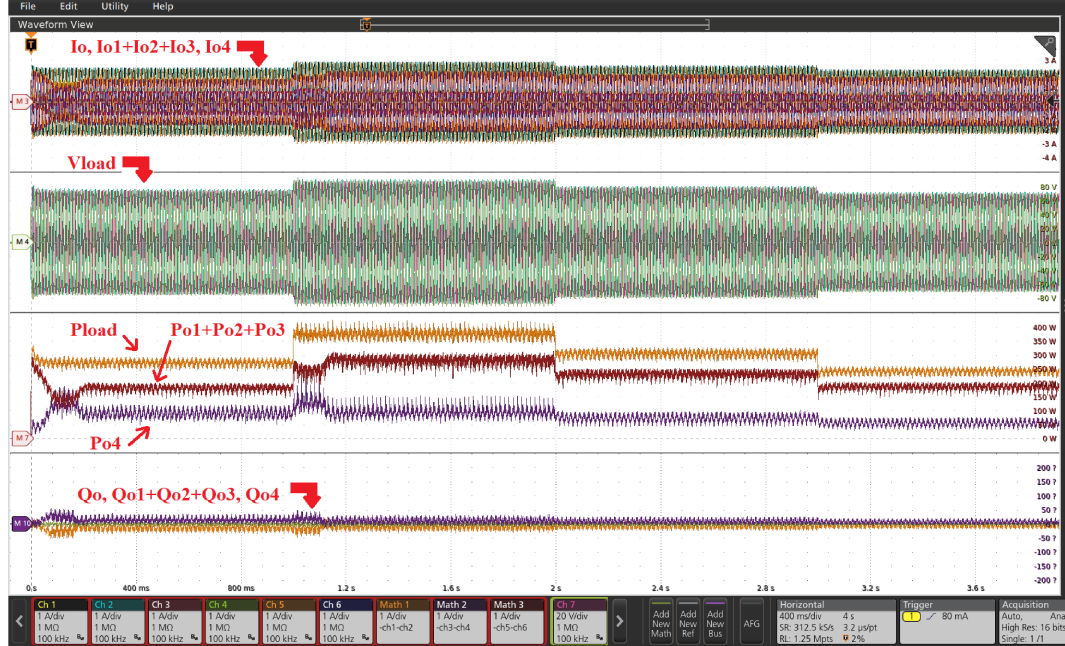 File Edit Utility Help
Waveform View
T
T
Io, Io1+Io2+Io3, Io4
3 A
M 3
-3 A
-4 A
Vload
80 V
M 4
-80 V
Pload
Po1+Po2+Po3
400 W
350 W
300 W
150 W
100 W
0 W
M 7
Po4
200 ?
150 ?
100 ?
Qo, Qo1+Qo2+Qo3, Qo4
M 10
-50 ?
-100 ?
-150 ?
-200 ?
0 s 400 ms 800 ms 1.2 s 1.6 s 2 s 2.4 s 2.8 s 3.2 s 3.6 s
Ch 1 Ch 2 Ch 3 Ch 4 Ch 5 Ch 6 Math 1 Math 2 Math 3 Ch 7
1 A/div 1 A/div 1 A/div 1 A/div 1 A/div 1 A/div 1 A/div 1 A/div 1 A/div 20 V/div
1 MΩ 1 MΩ 1 MΩ 1 MΩ 1 MΩ 1 MΩ -ch1-ch2 -ch3-ch4 -ch5-ch6 1 MΩ
100 kHz 100 kHz 100 kHz 100 kHz 100 kHz 100 kHz 100 kHz
Add New Math
Add New Ref
Add New Bus
AFG
Horizontal
400 ms/div 4 s
SR: 312.5 kS/s 3.2 µs/pt
RL: 1.25 Mpts 2%
Trigger
1 80 mA
Acquisition
Auto, Ana
High Res: 16 bits
Single: 1 /1